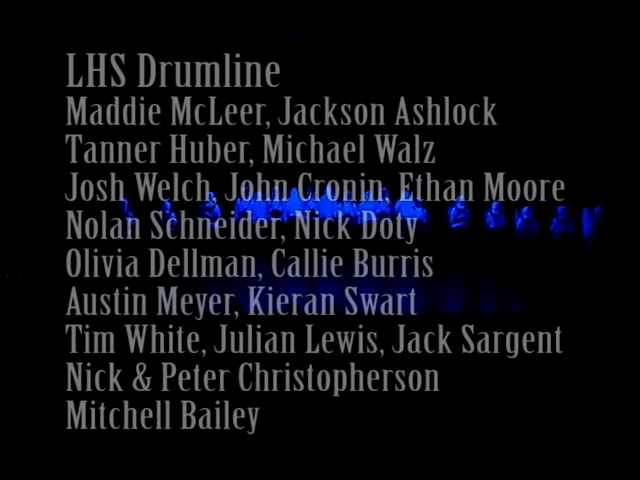 LHS Drumline
Maddie McLeer, Jackson Ashlock
Tanner Huber, Michael Walz
Josh Welch, John Cronin, Ethan Moore
Nolan Schneider, Nick Doty
Olivia Dellman, Callie Burris
Austin Meyer, Kieran Swart
Tim White, Julian Lewis, Jack Sargent
Nick & Peter Christopherson
Mitchell Bailey